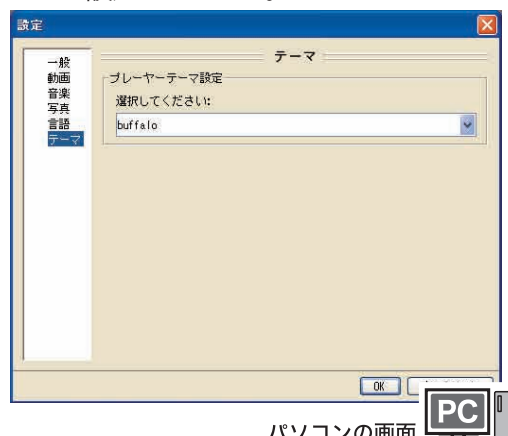 設定
一般
動画
音楽
写真
言語
テーマ
テーマ
プレーヤーテーマ設定
選択してください:
buffalo
OK
パソコンの画面
PC